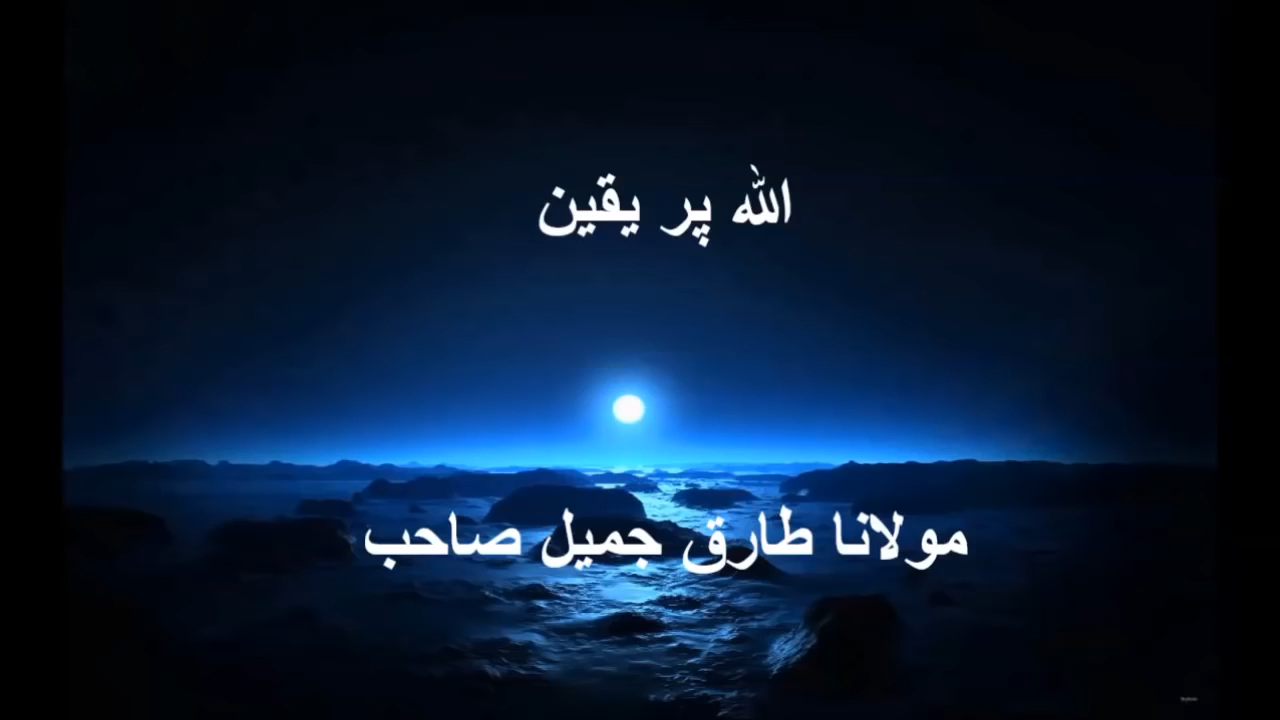 اللہ پر یقین
مولانا طارق جمیل صاحب